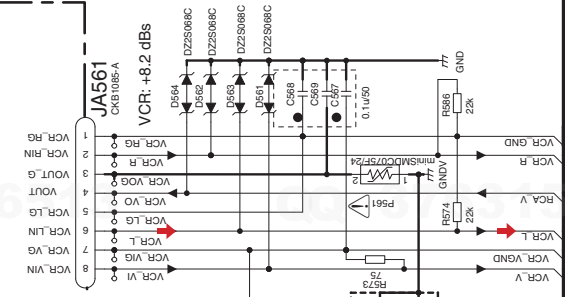 JA561
CKB1085-A
VCR: +8.2 dBs
DZ2S068C
DZ2S068C
DZ2S068C
DZ2S068C
D564
D562
D563
D561
C568
C569
C567
0.1u/50
GND
R586
22K
VCR_RG
1
VCR_RG
VCR_GND
VCR_RIN
2
VCR_R
VCR_R
VOUT_G
3
VCR_VOG
miniSMDC075F/24
2
1
GNDV
VOUT
4
VCR_VO
P561
RCA_V
VCR_LG
5
VCR_LG
R574
22k
VCR_LIN
6
VCR_L
VCR_L
VCR_VG
7
VCR_VIG
VCR_VGND
VCR_VIN
8
VCR_VI
75
R573
VCR_V